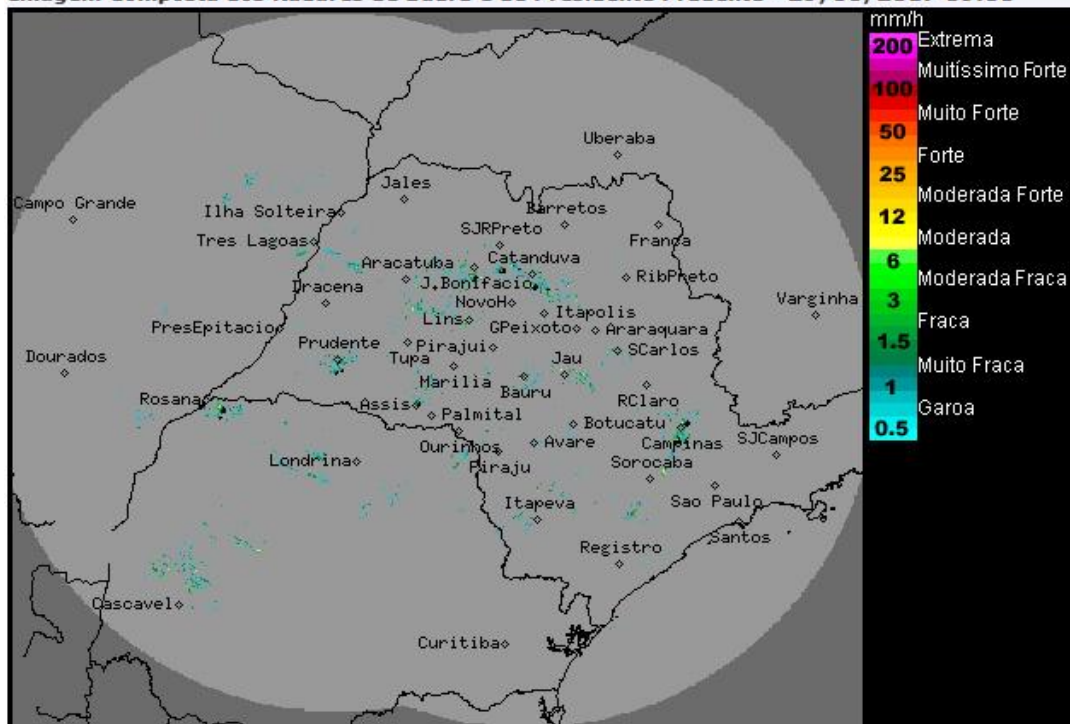 mm/h
200 Extrema
Muitíssimo Forte
100
Muito Forte
50
Forte
25
Moderada Forte
12
Moderada
6
Moderada Fraca
3
Fraca
1.5
Muito Fraca
1
Garoa
0.5
Uberaba
Jales
Campo Grande
Ilha Solteira
Barretos
Tres Lagoas
SJRPreto
Franca
Aracatuba
Catanduva
J.Bonifacio
RibPreto
Dracena
NovoH
Itapolis
Varginha
PresEpitacio
Lins
GPeixoto
Araraquara
Prudente
Pirajui
SCarlos
Dourados
Tupa
Jau
Marilia
Bauru
Rosana
Assis
RClaro
Palmital
Botucatu
Ourinhos
Avare
Campinas
SJCampos
Londrina
Piraju
Sorocaba
Itapeva
Sao Paulo
Santos
Registro
Cascavel
Curitiba